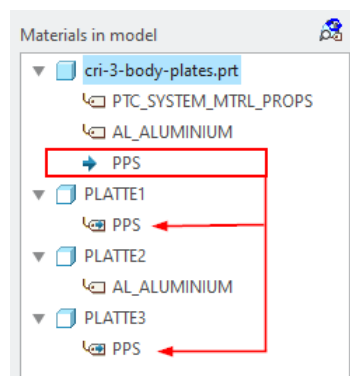 Materials in model
cri-3-body-plates.prt
PTC_SYSTEM_MTRL_PROPS
AL_ALUMINIUM
PPS
PLATTE1
PPS
PLATTE2
AL_ALUMINIUM
PLATTE3
PPS